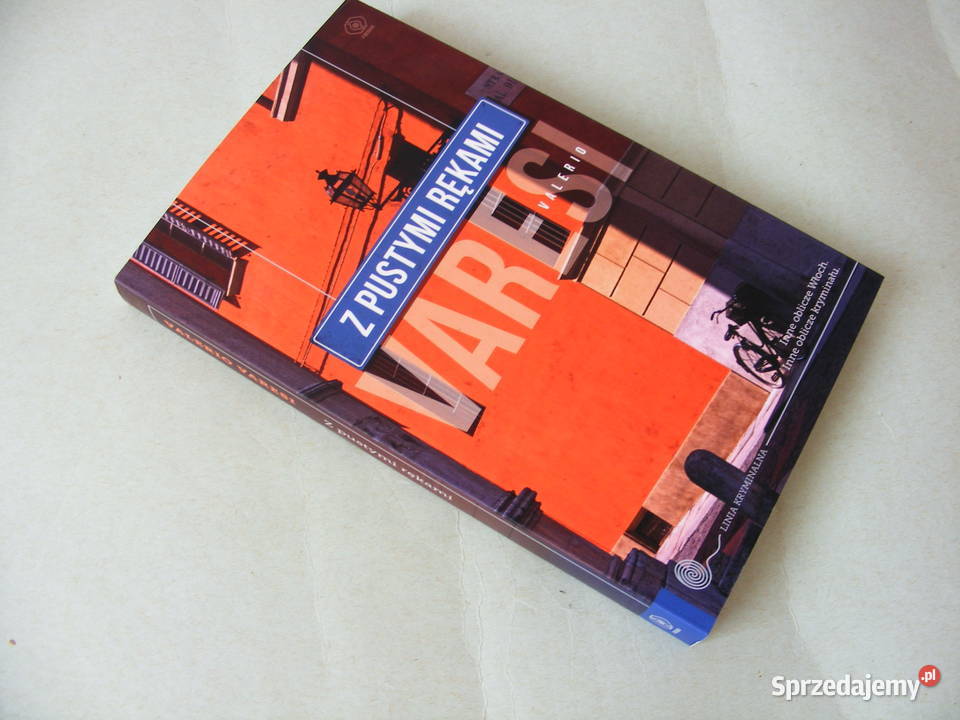 Z PUSTYMI RĘKAMI
VALERIO
VARESI
Inne oblicze Włoch.
Inne oblicze kryminału.
LINIA KRYMINALNA
VALERIO VARESI
Z pustymi rękami
Sprzedajemy.pl